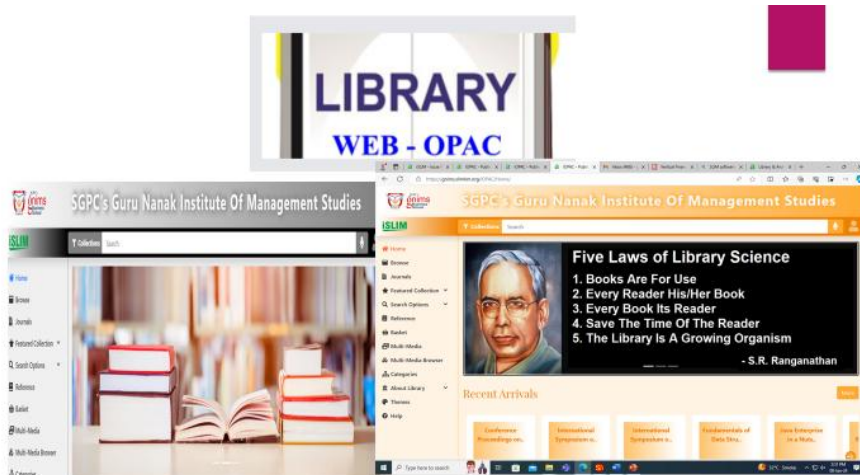 LIBRARY
WEB - OPAC
SGPC's Guru Nanak Institute Of Management Studies
gnims
iSLIM
Collections
Search
Home
Browse
Journals
Featured Collection
Search Options
Reference
Basket
Multi-Media
Multi-Media Browser
Categories
SGPC's Guru Nanak Institute Of Management Studies
gnims
iSLIM
Collections
Search
Home
Browse
Journals
Featured Collection
Search Options
Reference
Basket
Multi-Media
Multi-Media Browser
Categories
About Library
Themes
Help
Five Laws of Library Science
1. Books Are For Use
2. Every Reader His/Her Book
3. Every Book Its Reader
4. Save The Time Of The Reader
5. The Library Is A Growing Organism
- S.R. Ranganathan
Recent Arrivals
Conference
Proceedings on..
International
Symposium o..
International
Symposium o..
Fundamentals of
Data Stru..
Java Enterprise
in a Nuts..
Type here to search